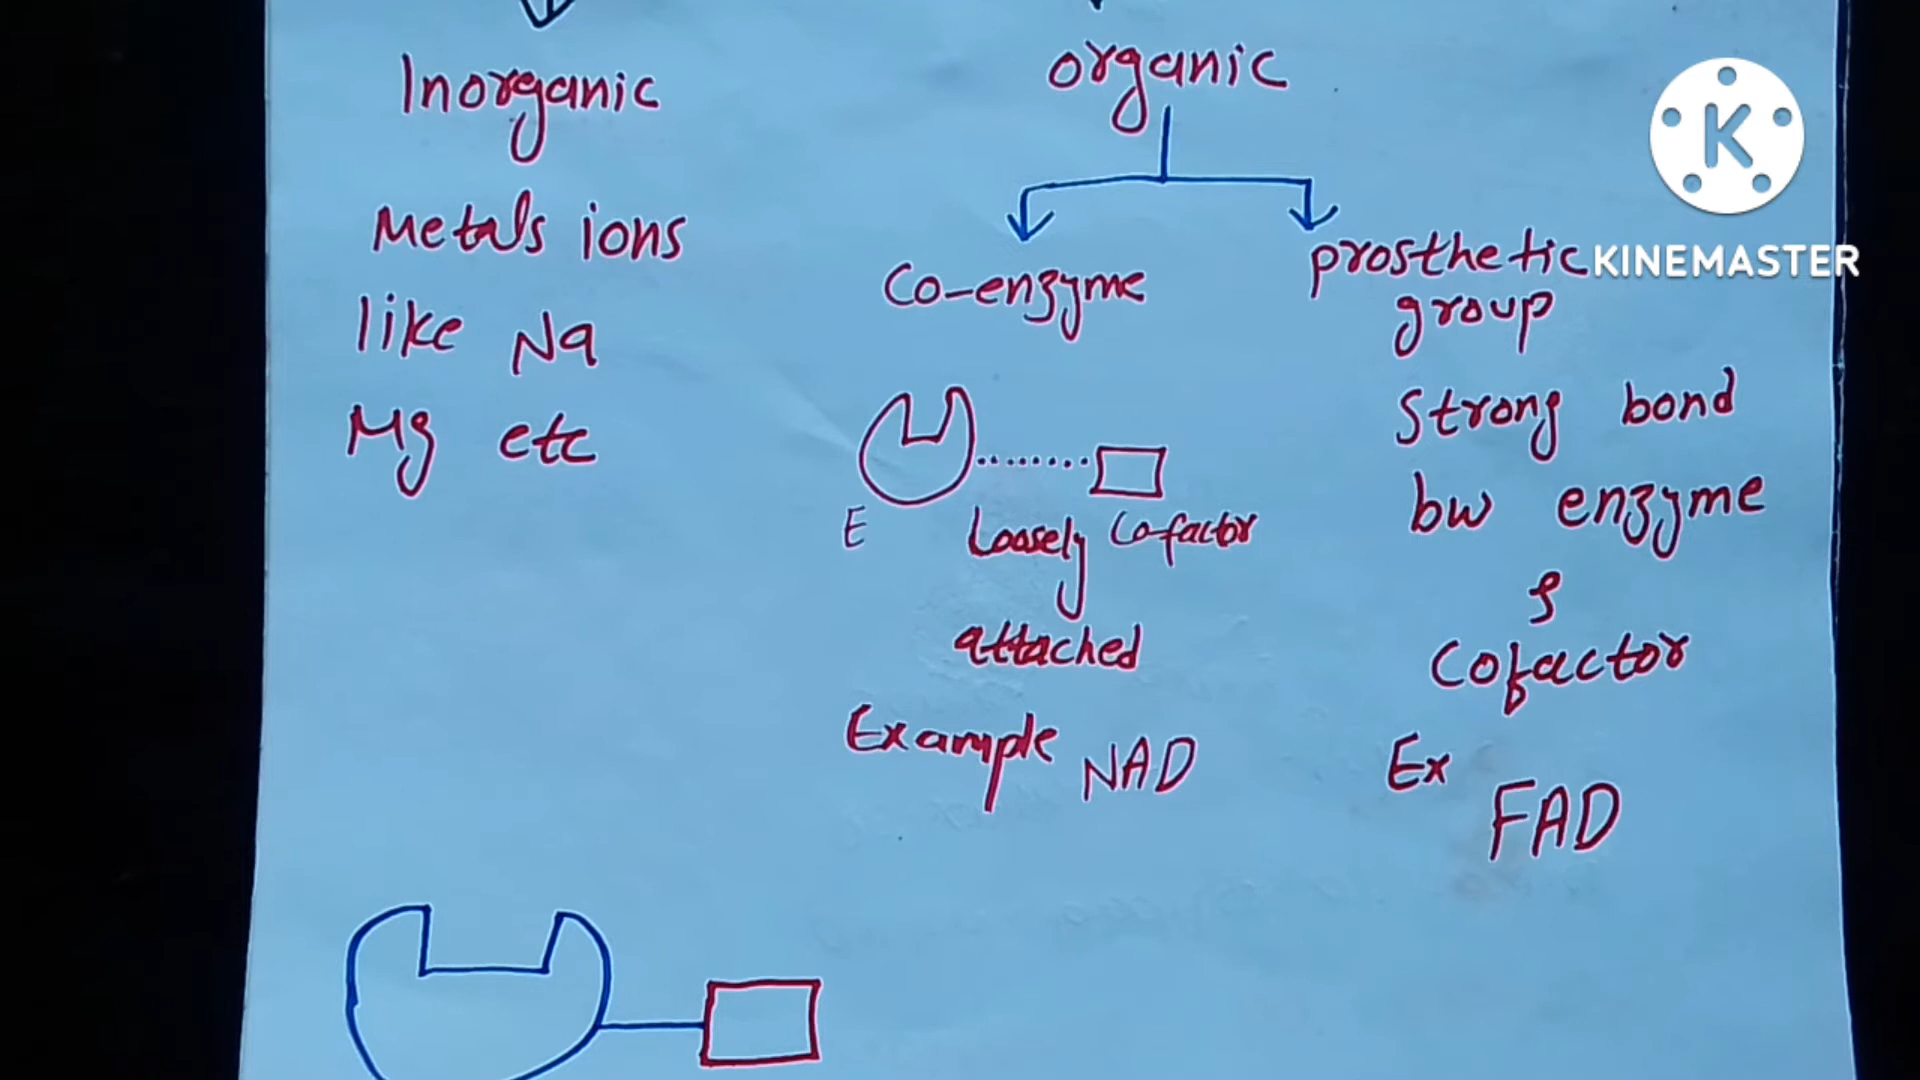 Inorganic
Metals ions
like Na
Mg etc
organic
Co-enzyme
E
Loosely Cofactor
attached
Example NAD
prosthetic
group
Strong bond
bw enzyme
&
Cofactor
Ex
FAD
K
KINEMASTER